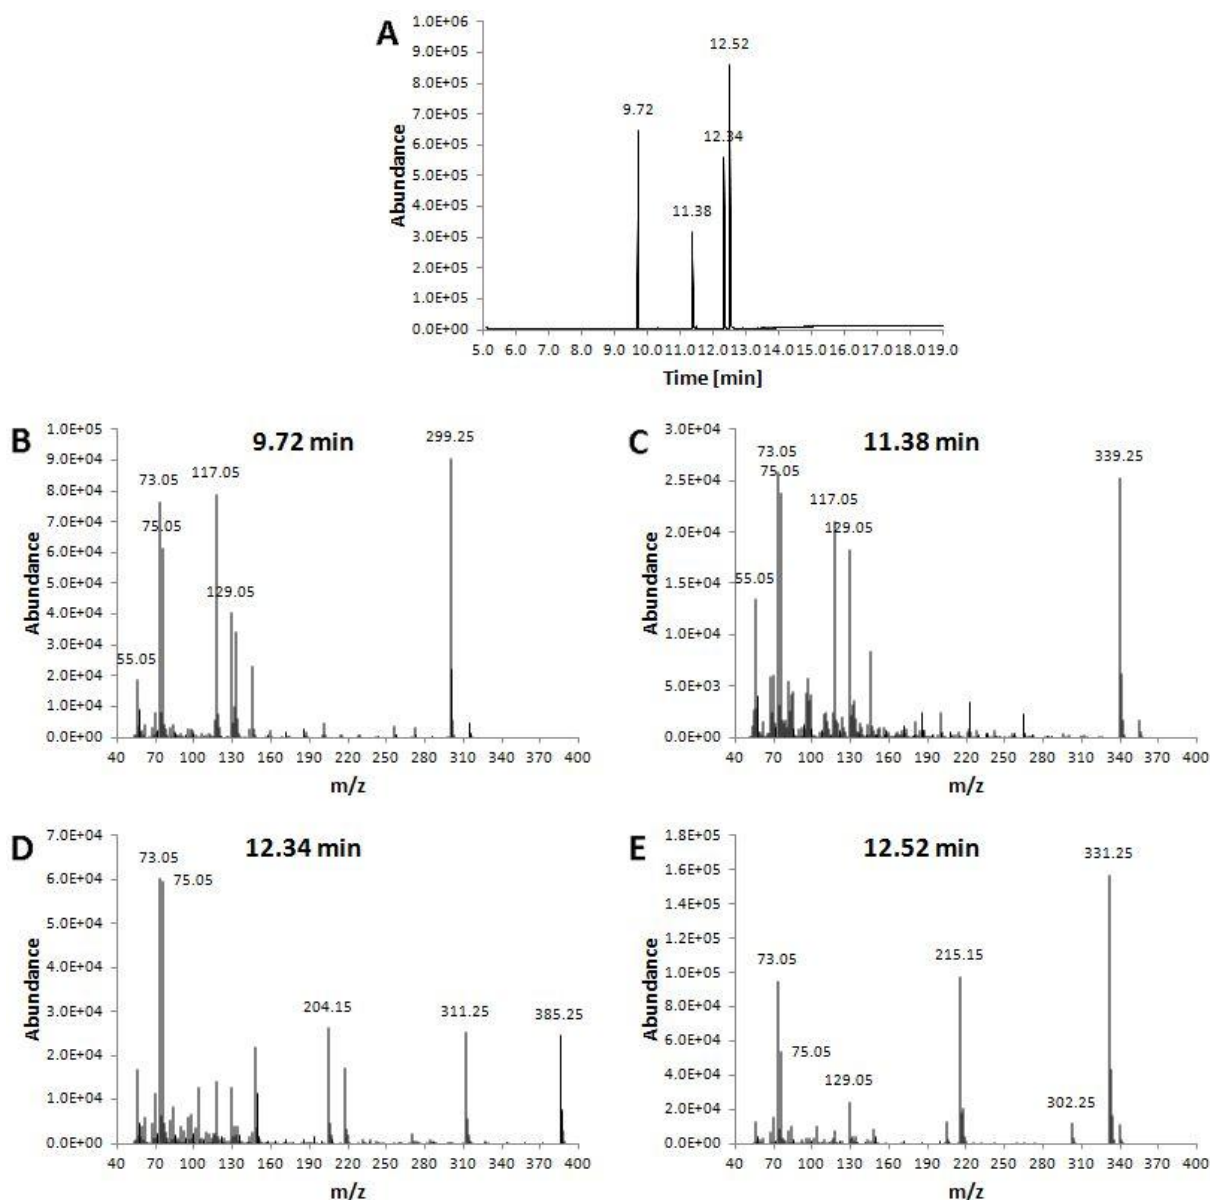 A
1.0E+06
9.0E+05
8.0E+05
7.0E+05
6.0E+05
5.0E+05
4.0E+05
3.0E+05
2.0E+05
1.0E+05
0.0E+00
Abundance
12.52
9.72
12.34
11.38
5.0 6.0 7.0 8.0 9.0 10.0 11.0 12.0 13.0 14.0 15.0 16.0 17.0 18.0 19.0
Time [min]
B
9.72 min
1.0E+05
9.0E+04
8.0E+04
7.0E+04
6.0E+04
5.0E+04
4.0E+04
3.0E+04
2.0E+04
1.0E+04
0.0E+00
Abundance
299.25
73.05 117.05
75.05
129.05
55.05
40 70 100 130 160 190 220 250 280 310 340 370 400
m/z
C
11.38 min
3.0E+04
2.5E+04
2.0E+04
1.5E+04
1.0E+04
5.0E+03
0.0E+00
Abundance
73.05
339.25
75.05
117.05
129.05
55.05
40 70 100 130 160 190 220 250 280 310 340 370 400
m/z
D
12.34 min
7.0E+04
6.0E+04
5.0E+04
4.0E+04
3.0E+04
2.0E+04
1.0E+04
0.0E+00
Abundance
73.05
75.05
204.15 311.25 385.25
40 70 100 130 160 190 220 250 280 310 340 370 400
m/z
E
12.52 min
1.8E+05
1.6E+05
1.4E+05
1.2E+05
1.0E+05
8.0E+04
6.0E+04
4.0E+04
2.0E+04
0.0E+00
Abundance
331.25
73.05 215.15
75.05
129.05
302.25
40 70 100 130 160 190 220 250 280 310 340 370 400
m/z